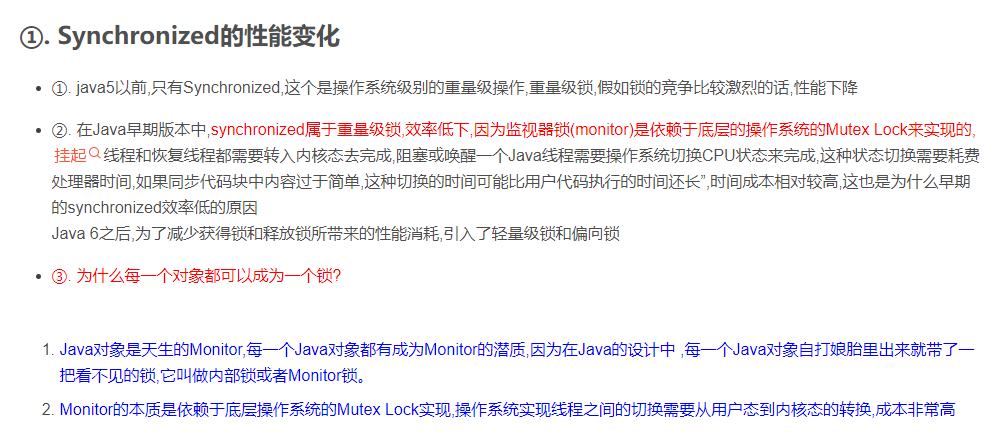 ①. Synchronized的性能变化
①. java5以前,只有Synchronized,这个是操作系统级别的重量级操作,重量级锁,假如锁的竞争比较激烈的话,性能下降
②. 在Java早期版本中,synchronized属于重量级锁,效率低下,因为监视器锁(monitor)是依赖于底层的操作系统的Mutex Lock来实现的,
挂起线程和恢复线程都需要转入内核态去完成,阻塞或唤醒一个Java线程需要操作系统切换CPU状态来完成,这种状态切换需要耗费
处理器时间,如果同步代码块中内容过于简单,这种切换的时间可能比用户代码执行的时间还长”,时间成本相对较高,这也是为什么早期
的synchronized效率低的原因
Java 6之后,为了减少获得锁和释放锁所带来的性能消耗,引入了轻量级锁和偏向锁
③. 为什么每一个对象都可以成为一个锁?
1. Java对象是天生的Monitor,每一个Java对象都有成为Monitor的潜质,因为在Java的设计中 ,每一个Java对象自打娘胎里出来就带了一
把看不见的锁,它叫做内部锁或者Monitor锁。
2. Monitor的本质是依赖于底层操作系统的Mutex Lock实现,操作系统实现线程之间的切换需要从用户态到内核态的转换,成本非常高